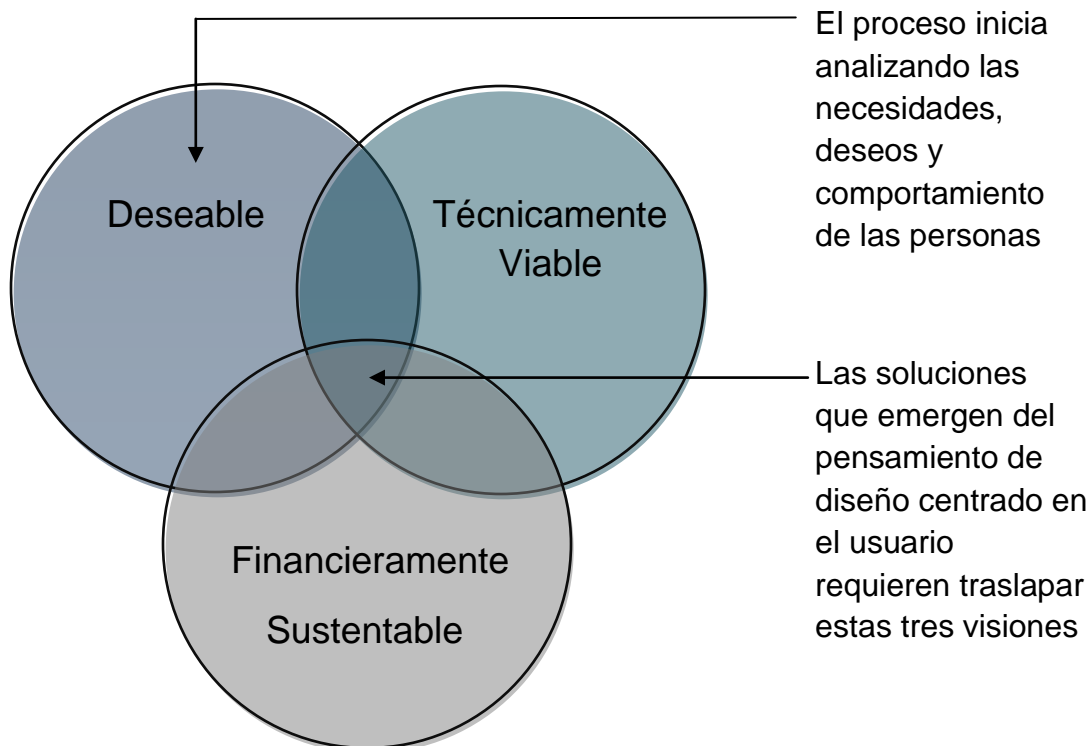 El proceso inicia
analizando las
necesidades,
deseos y
comportamiento
de las personas
Deseable
Técnicamente
Viable
Las soluciones
que emergen del
pensamiento de
diseño centrado en
el usuario
requieren traslapar
estas tres visiones
Financieramente
Sustentable